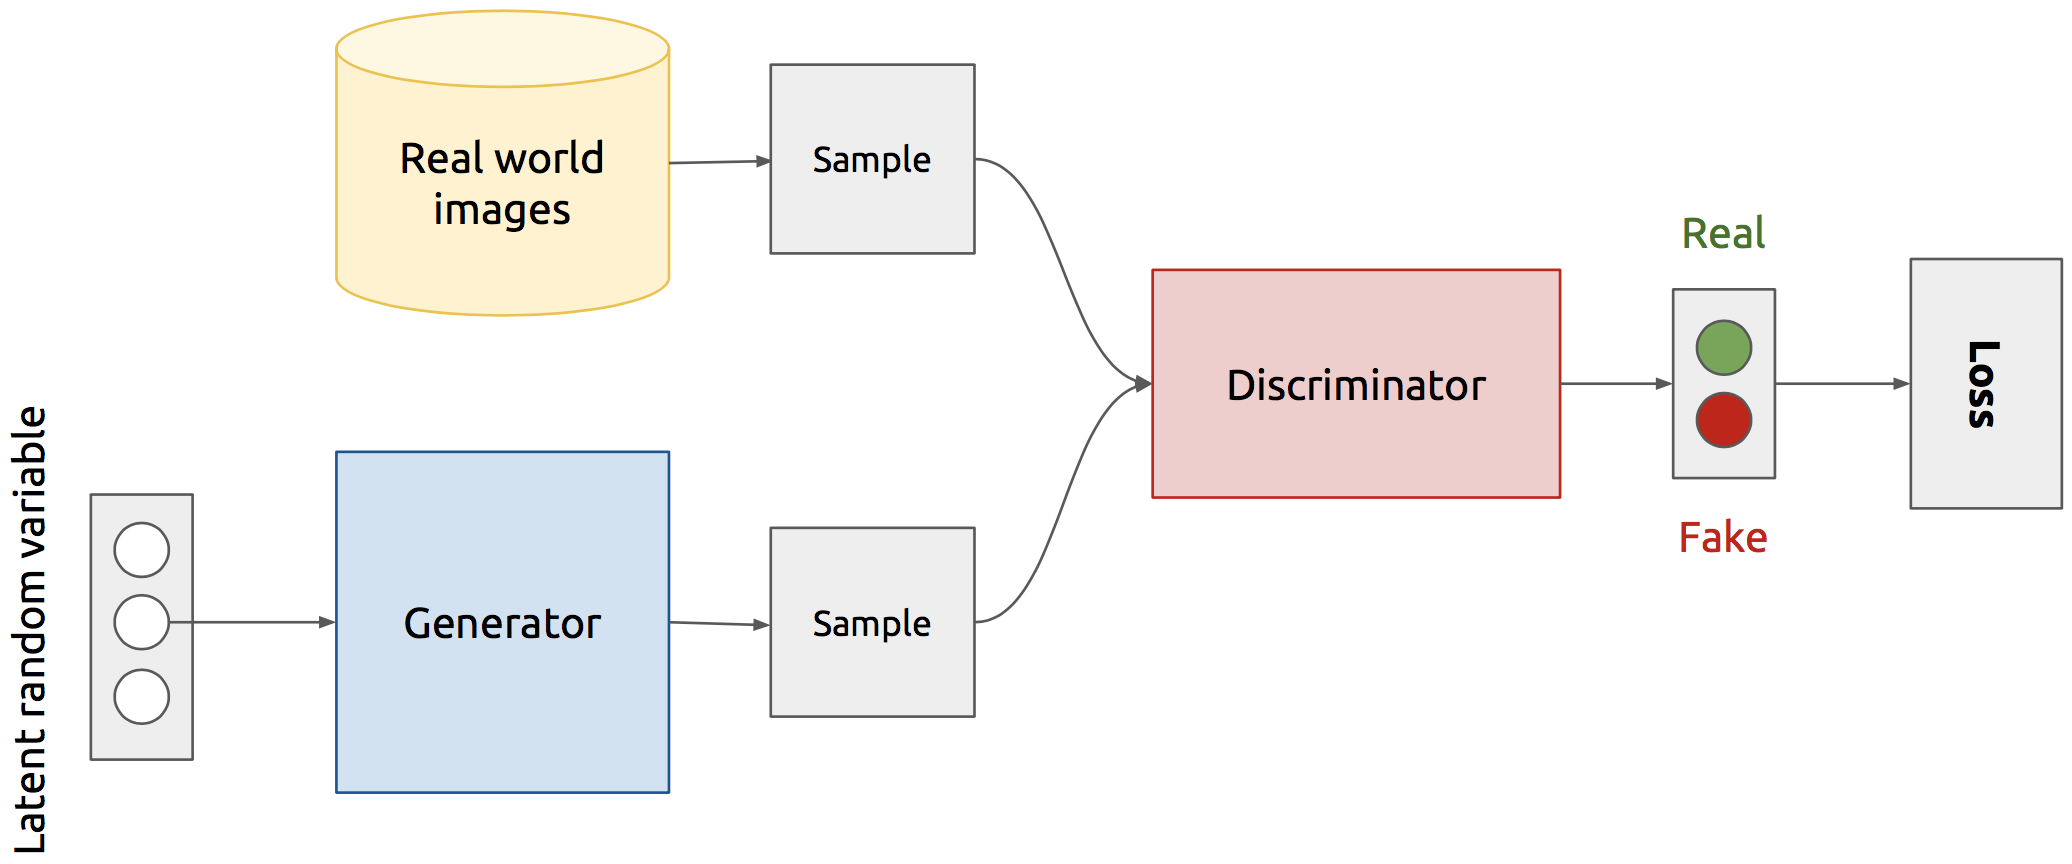 Real world
images
Sample
Latent random variable
Generator
Sample
Discriminator
Real
Fake
Loss